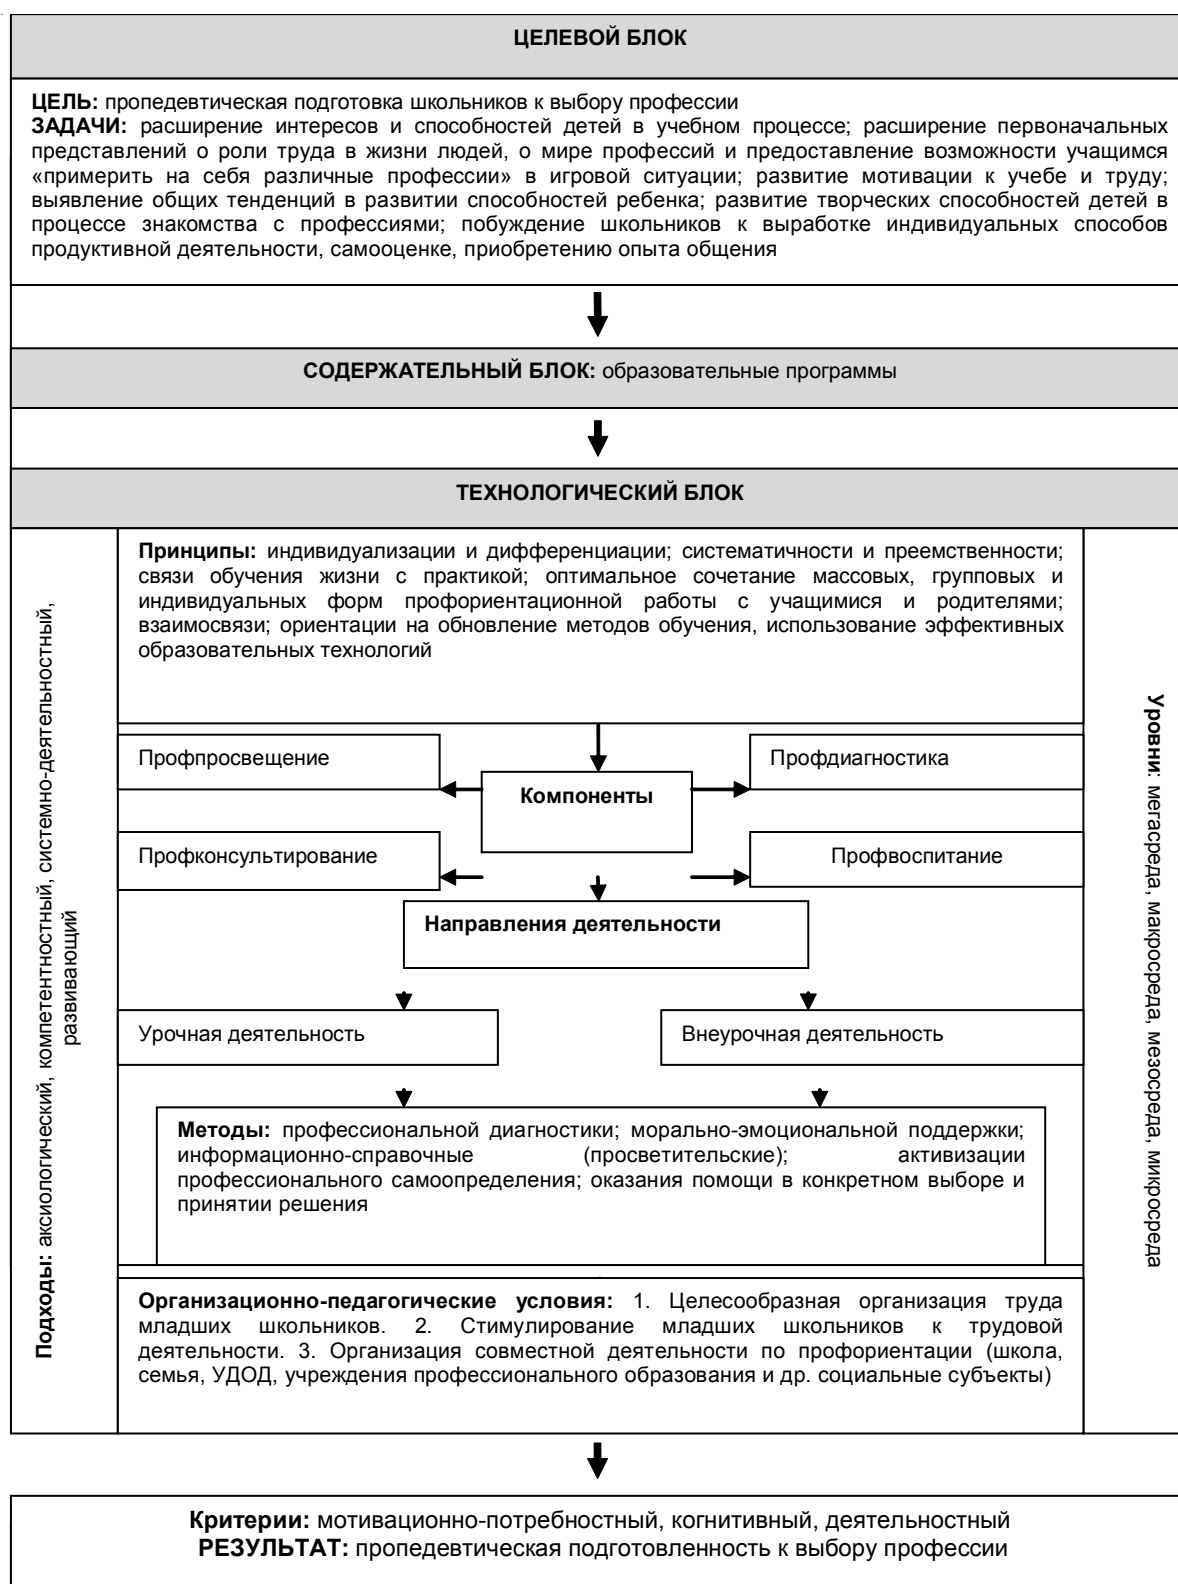 ЦЕЛЕВОЙ БЛОК
ЦЕЛЬ: пропедевтическая подготовка школьников к выбору профессии
ЗАДАЧИ: расширение интересов и способностей детей в учебном процессе; расширение первоначальных
представлений о роли труда в жизни людей, о мире профессий и предоставление возможности учащимся
«примерить на себя различные профессии» в игровой ситуации; развитие мотивации к учебе и труду;
выявление общих тенденций в развитии способностей ребенка; развитие творческих способностей детей в
процессе знакомства с профессиями; побуждение школьников к выработке индивидуальных способов
продуктивной деятельности, самооценке, приобретению опыта общения
СОДЕРЖАТЕЛЬНЫЙ БЛОК: образовательные программы
ТЕХНОЛОГИЧЕСКИЙ БЛОК
Подходы: аксиологический, компетентностный, системно-деятельностный,
развивающий
Принципы: индивидуализации и дифференциации; систематичности и преемственности;
связи обучения жизни с практикой; оптимальное сочетание массовых, групповых и
индивидуальных форм профориентационной работы с учащимися и родителями;
взаимосвязи; ориентации на обновление методов обучения, использование эффективных
образовательных технологий
Профпросвещение
Профдиагностика
Компоненты
Профконсультирование
Профвоспитание
Направления деятельности
Урочная деятельность
Внеурочная деятельность
Методы: профессиональной диагностики; морально-эмоциональной поддержки;
информационно-справочные (просветительские); активизации
профессионального самоопределения; оказания помощи в конкретном выборе и
принятии решения
Организационно-педагогические условия: 1. Целесообразная организация труда
младших школьников. 2. Стимулирование младших школьников к трудовой
деятельности. 3. Организация совместной деятельности по профориентации (школа,
семья, УДОД, учреждения профессионального образования и др. социальные субъекты)
Уровни: мегасреда, макросреда, мезосреда, микросреда
Критерии: мотивационно-потребностный, когнитивный, деятельностный
РЕЗУЛЬТАТ: пропедевтическая подготовленность к выбору профессии